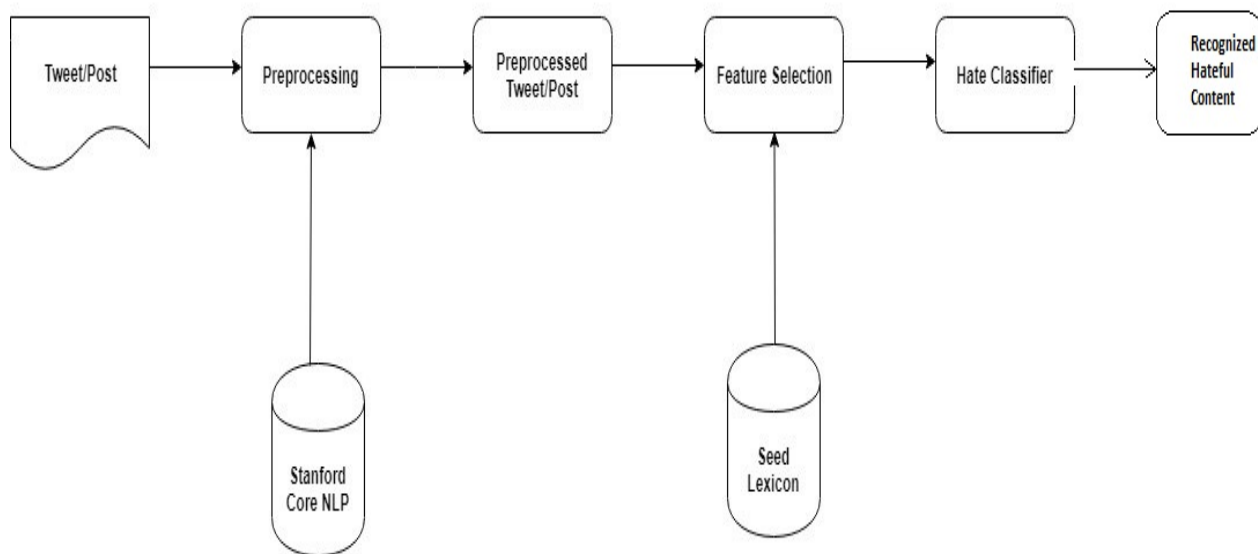 Tweet/Post
Preprocessing
Preprocessed
Tweet/Post
Feature Selection
Hate Classifier
Recognized
Hateful
Content
Stanford
Core NLP
Seed
Lexicon